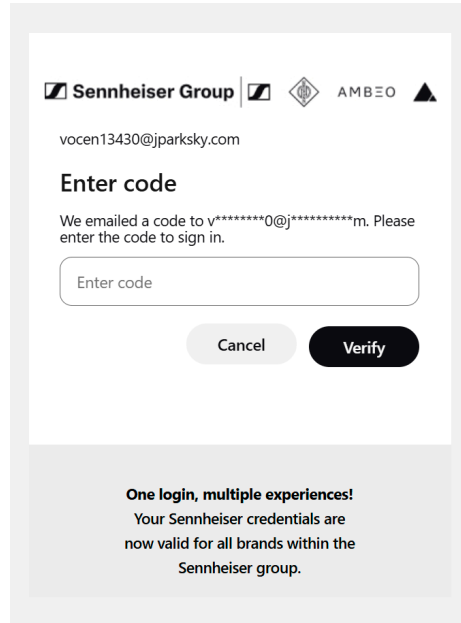 Sennheiser Group AMBEO
vocen13430@jparksky.com
Enter code
We emailed a code to v********0@j**********m. Please
enter the code to sign in.
Enter code
Cancel Verify
One login, multiple experiences!
Your Sennheiser credentials are
now valid for all brands within the
Sennheiser group.